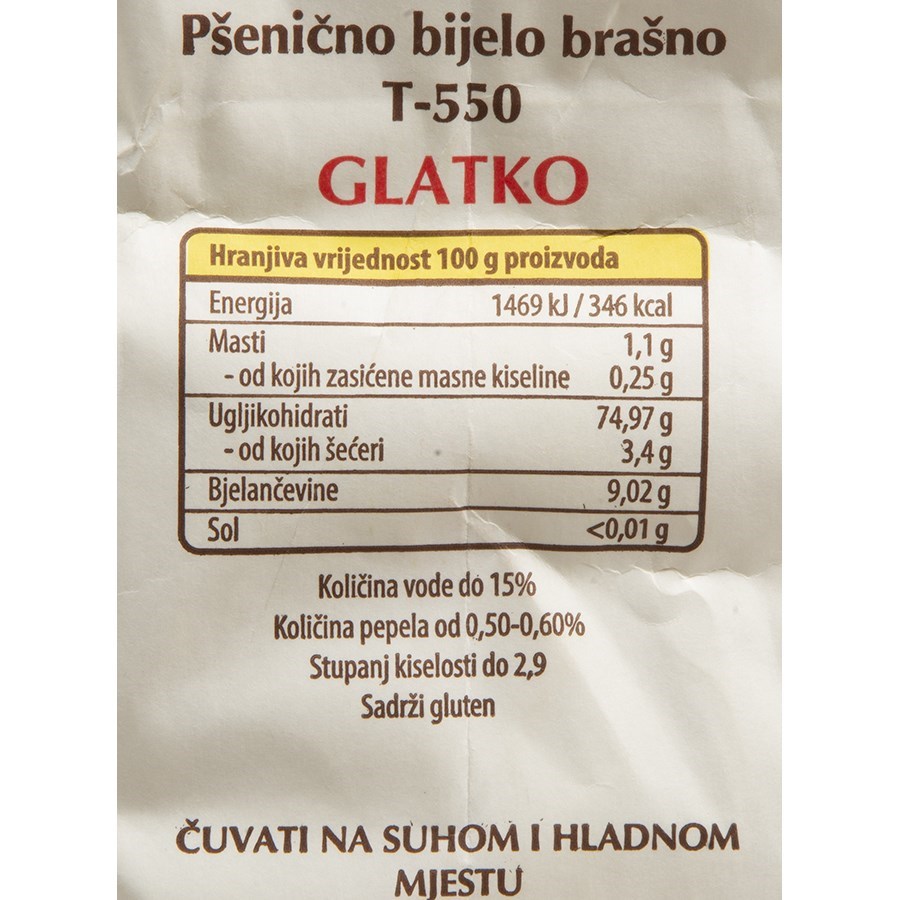 Pšenično bijelo brašno
T-550
GLATKO
Hranjiva vrijednost 100 g proizvoda
Energija 1469 kJ / 346 kcal
Masti 1,1 g
- od kojih zasićene masne kiseline 0,25 g
Ugljikohidrati 74,97 g
- od kojih šećeri 3,4 g
Bjelančevine 9,02 g
Sol <0,01 g
Količina vode do 15%
Količina pepela od 0,50-0,60%
Stupanj kiselosti do 2,9
Sadrži gluten
ČUVATI NA SUHOM I HLADNOM
MJESTU